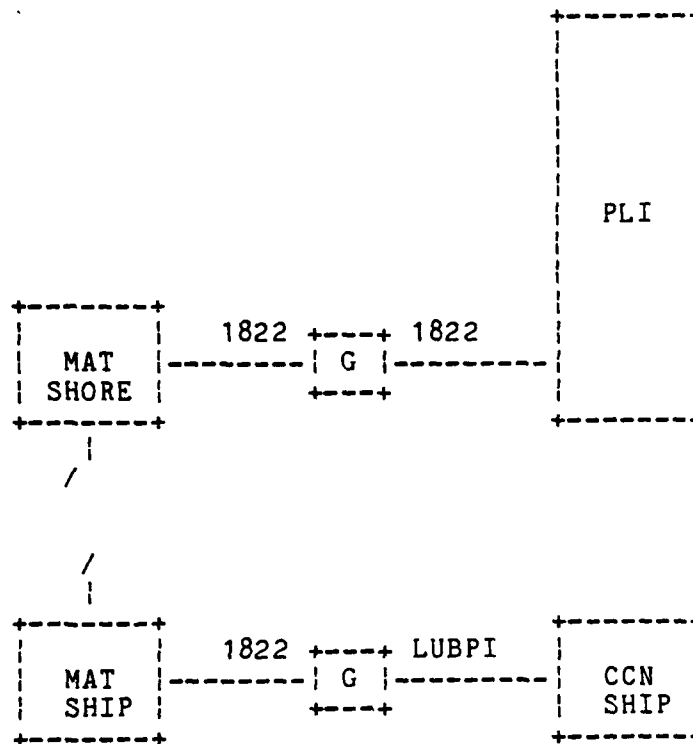 PLI
1822 1822
MAT G
SHORE
1822 LUBPI
MAT G CCN
SHIP SHIP